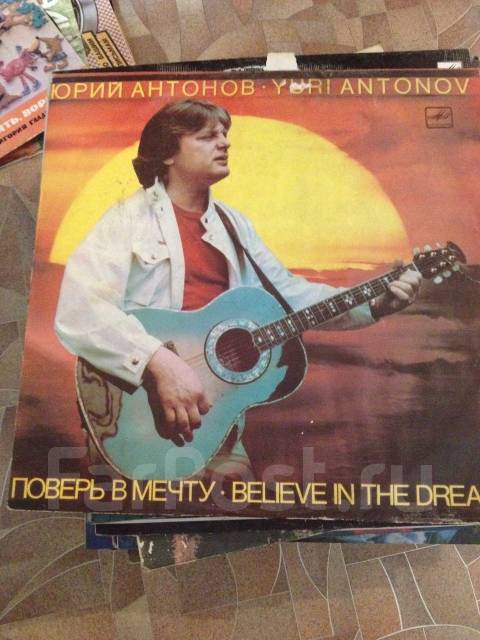 ЮРИЙ АНТОНОВ · YURI ANTONOV
ПОВЕРЬ В МЕЧТУ · BELIEVE IN THE DREA
FarPost.ru